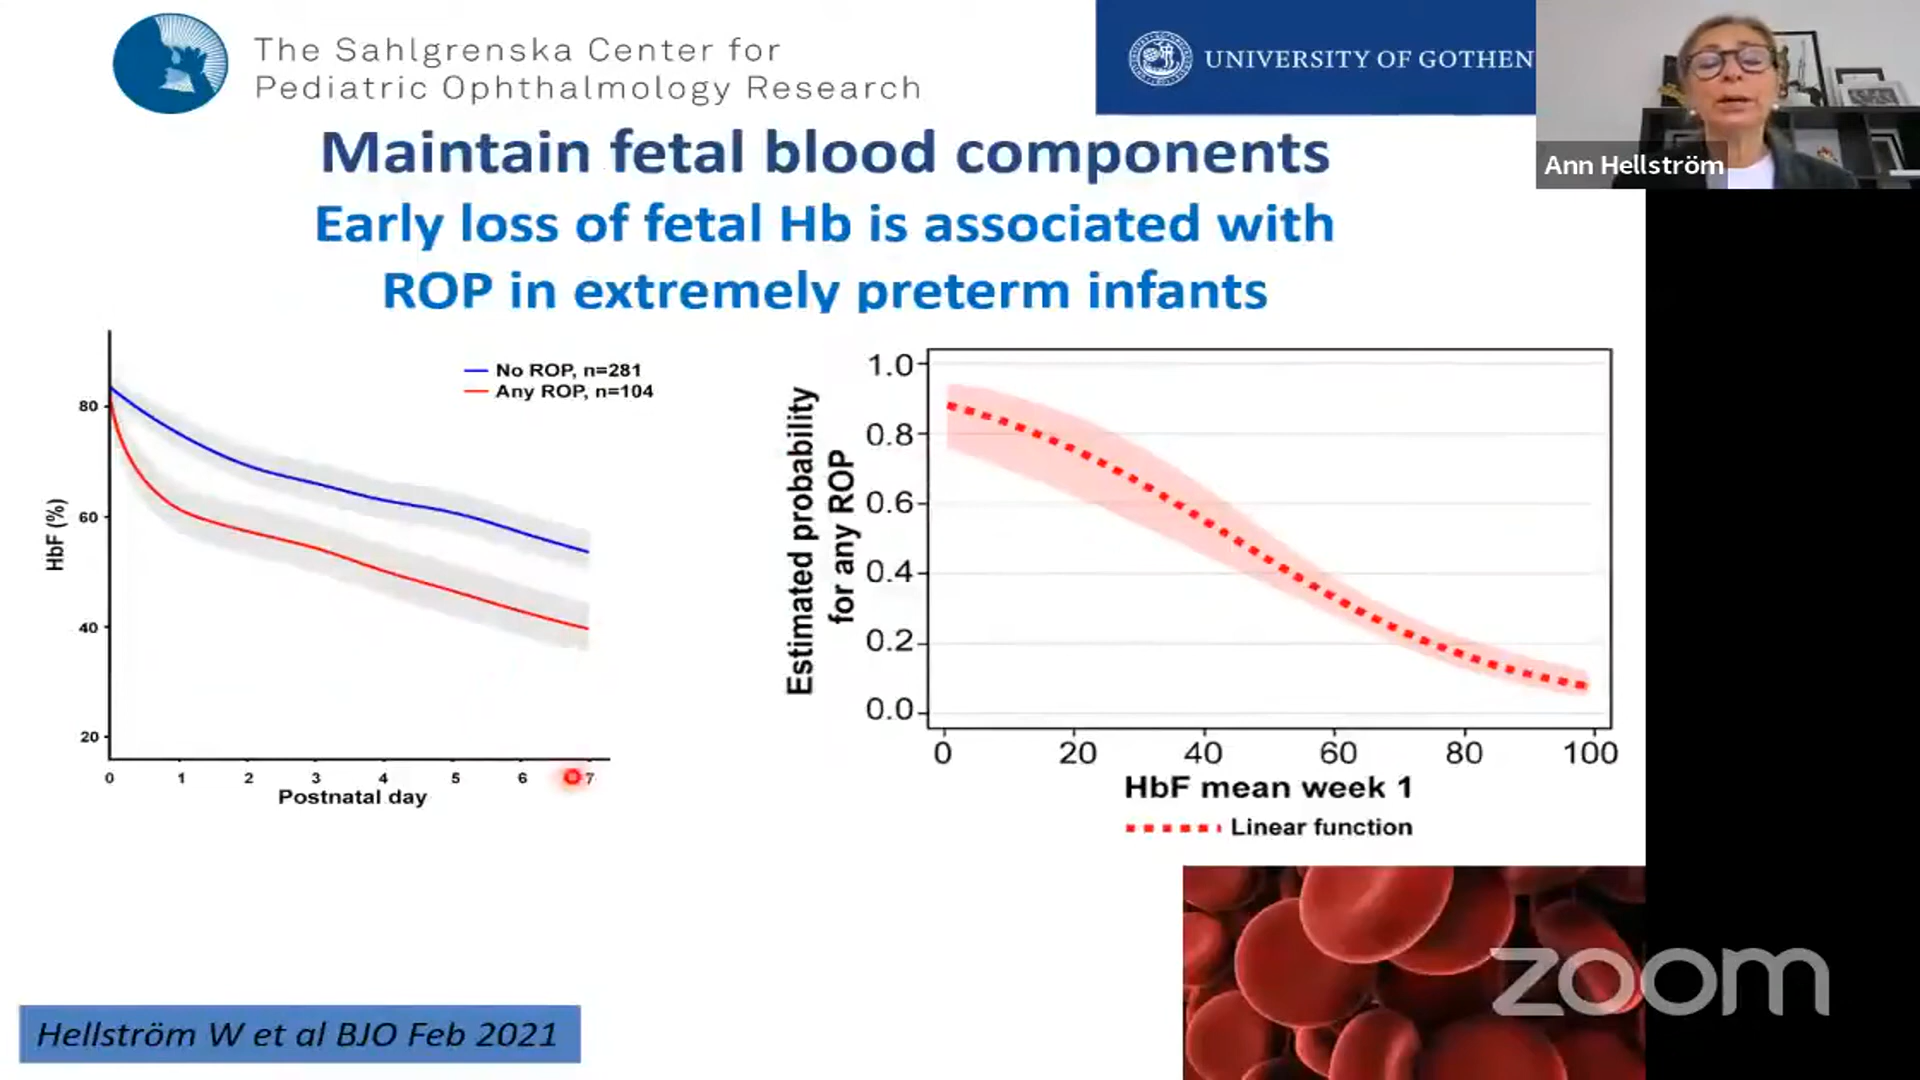 The Sahlgrenska Center for
Pediatric Ophthalmology Research
UNIVERSITY OF GOTHEN
Ann Hellström
Maintain fetal blood components
Early loss of fetal Hb is associated with
ROP in extremely preterm infants
No ROP, n=281
Any ROP, n=104
80
60
40
20
HbF (%)
0 1 2 3 4 5 6 7
Postnatal day
Estimated probability
for any ROP
1.0
0.8
0.6
0.4
0.2
0.0
0 20 40 60 80 100
HbF mean week 1
Linear function
Hellström W et al BJO Feb 2021
zoom